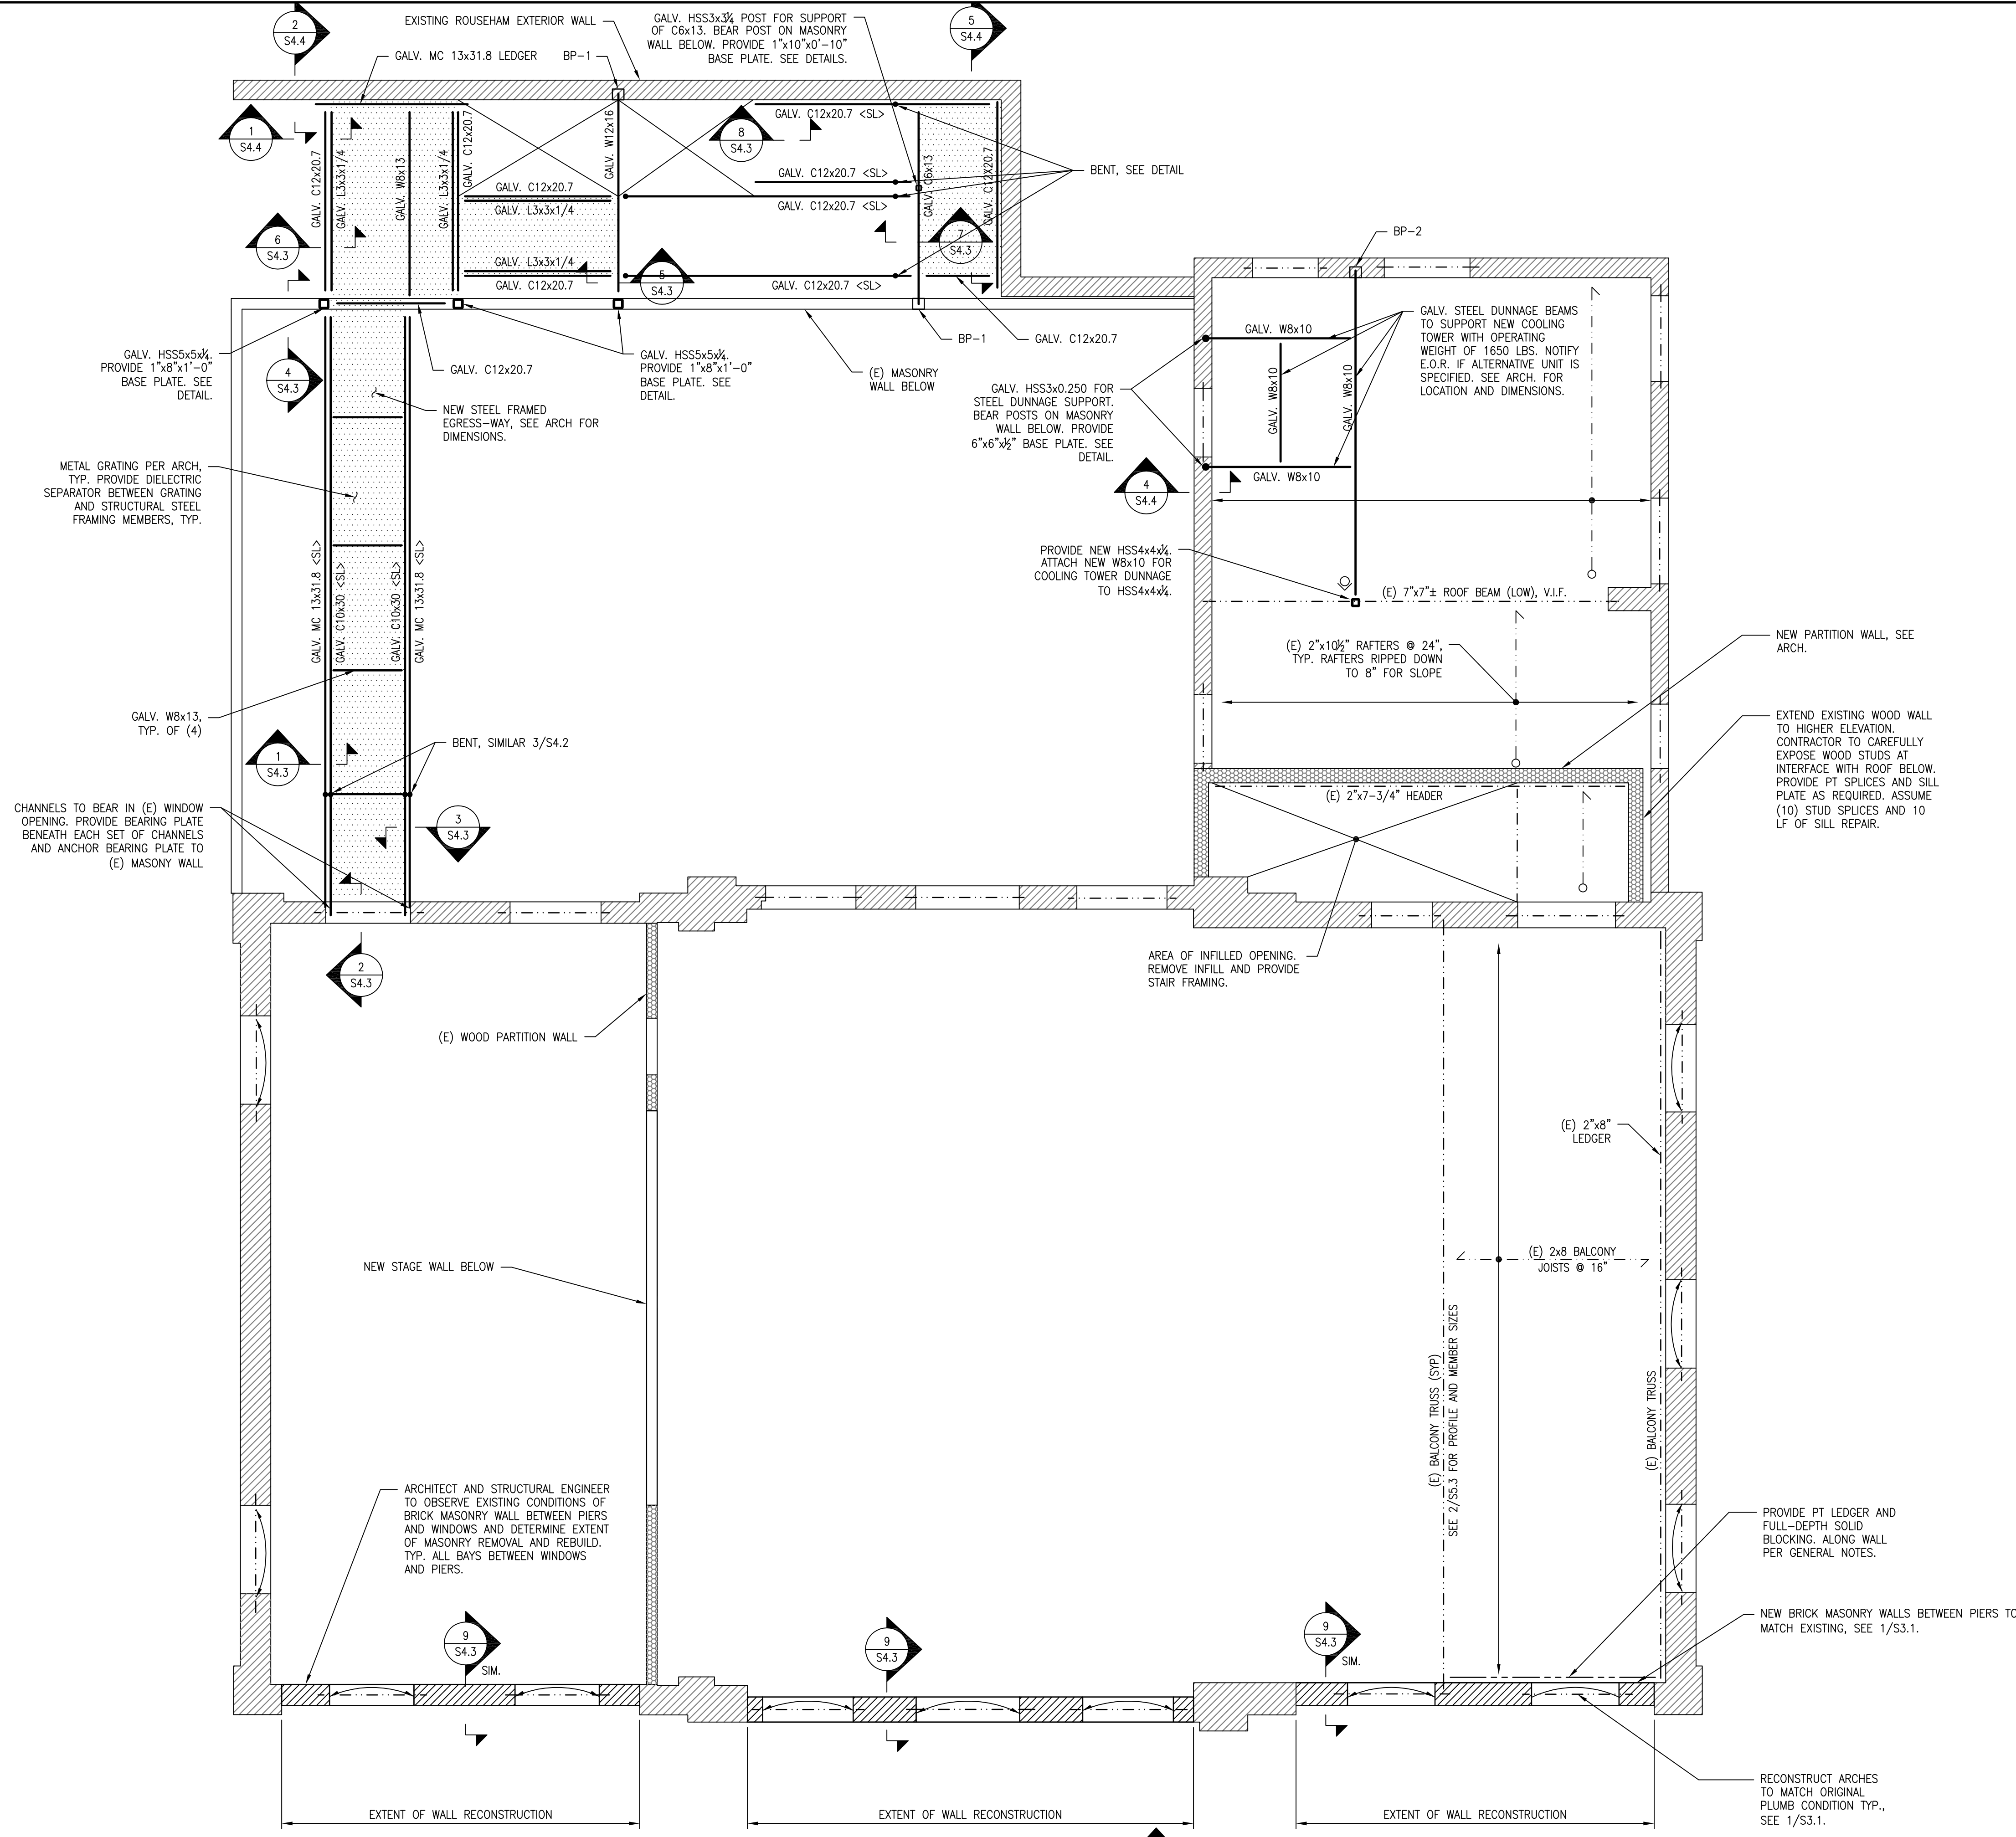 2
S4.4
EXISTING ROUSEHAM EXTERIOR WALL
GALV. MC 13x31.8 LEDGER
BP-1
GALV. HSS3x3¼ POST FOR SUPPORT
OF C6x13. BEAR POST ON MASONRY
WALL BELOW. PROVIDE 1"x10"x0'-10"
BASE PLATE. SEE DETAILS.
5
S4.4
1
S4.4
GALV. C12x20.7
GALV. L3x3x1/4
GALV. W8x13
GALV. L3x3x1/4
GALV. C12x20.7
GALV. W12x16
8
S4.3
GALV. C12x20.7 <SL>
GALV. C12x20.7 <SL>
GALV. C12x20.7 <SL>
GALV. C6x13
GALV. C12X20.7
BENT, SEE DETAIL
GALV. C12x20.7
GALV. L3x3x1/4
GALV. L3x3x1/4
GALV. C12x20.7
6
S4.3
5
S4.3
GALV. C12x20.7 <SL>
7
S4.3
BP-2
GALV. HSS5x5x¼.
PROVIDE 1"x8"x1'-0"
BASE PLATE. SEE
DETAIL.
4
S4.3
GALV. C12x20.7
GALV. HSS5x5x¼.
PROVIDE 1"x8"x1'-0"
BASE PLATE. SEE
DETAIL.
(E) MASONRY
WALL BELOW
BP-1
GALV. C12x20.7
NEW STEEL FRAMED
EGRESS-WAY, SEE ARCH FOR
DIMENSIONS.
GALV. W8x10
GALV. W8x10
GALV. W8x10
GALV. W8x10
GALV. STEEL DUNNAGE BEAMS
TO SUPPORT NEW COOLING
TOWER WITH OPERATING
WEIGHT OF 1650 LBS. NOTIFY
E.O.R. IF ALTERNATIVE UNIT IS
SPECIFIED. SEE ARCH. FOR
LOCATION AND DIMENSIONS.
GALV. HSS3x0.250 FOR
STEEL DUNNAGE SUPPORT.
BEAR POSTS ON MASONRY
WALL BELOW. PROVIDE
6"x6"x½" BASE PLATE. SEE
DETAIL.
4
S4.4
METAL GRATING PER ARCH,
TYP. PROVIDE DIELECTRIC
SEPARATOR BETWEEN GRATING
AND STRUCTURAL STEEL
FRAMING MEMBERS, TYP.
GALV. MC 13x31.8 <SL>
GALV. C10x30 <SL>
GALV. C10x30 <SL>
GALV. MC 13x31.8 <SL>
PROVIDE NEW HSS4x4x¼.
ATTACH NEW W8x10 FOR
COOLING TOWER DUNNAGE
TO HSS4x4x¼.
(E) 7"x7"± ROOF BEAM (LOW), V.I.F.
(E) 2"x10½" RAFTERS @ 24",
TYP. RAFTERS RIPPED DOWN
TO 8" FOR SLOPE
NEW PARTITION WALL, SEE
ARCH.
GALV. W8x13,
TYP. OF (4)
1
S4.3
BENT, SIMILAR 3/S4.2
EXTEND EXISTING WOOD WALL
TO HIGHER ELEVATION.
CONTRACTOR TO CAREFULLY
EXPOSE WOOD STUDS AT
INTERFACE WITH ROOF BELOW.
PROVIDE PT SPLICES AND SILL
PLATE AS REQUIRED. ASSUME
(10) STUD SPLICES AND 10
LF OF SILL REPAIR.
CHANNELS TO BEAR IN (E) WINDOW
OPENING. PROVIDE BEARING PLATE
BENEATH EACH SET OF CHANNELS
AND ANCHOR BEARING PLATE TO
(E) MASONY WALL
3
S4.3
(E) 2"x7-3/4" HEADER
2
S4.3
AREA OF INFILLED OPENING.
REMOVE INFILL AND PROVIDE
STAIR FRAMING.
(E) WOOD PARTITION WALL
(E) 2"x8"
LEDGER
NEW STAGE WALL BELOW
(E) 2x8 BALCONY
JOISTS @ 16"
(E) BALCONY TRUSS (SYP)
SEE 2/S5.3 FOR PROFILE AND MEMBER SIZES
(E) BALCONY TRUSS
ARCHITECT AND STRUCTURAL ENGINEER
TO OBSERVE EXISTING CONDITIONS OF
BRICK MASONRY WALL BETWEEN PIERS
AND WINDOWS AND DETERMINE EXTENT
OF MASONRY REMOVAL AND REBUILD.
TYP. ALL BAYS BETWEEN WINDOWS
AND PIERS.
PROVIDE PT LEDGER AND
FULL-DEPTH SOLID
BLOCKING. ALONG WALL
PER GENERAL NOTES.
9
S4.3
SIM.
9
S4.3
9
S4.3
SIM.
NEW BRICK MASONRY WALLS BETWEEN PIERS TO
MATCH EXISTING, SEE 1/S3.1.
RECONSTRUCT ARCHES
TO MATCH ORIGINAL
PLUMB CONDITION TYP.,
SEE 1/S3.1.
EXTENT OF WALL RECONSTRUCTION
EXTENT OF WALL RECONSTRUCTION
EXTENT OF WALL RECONSTRUCTION